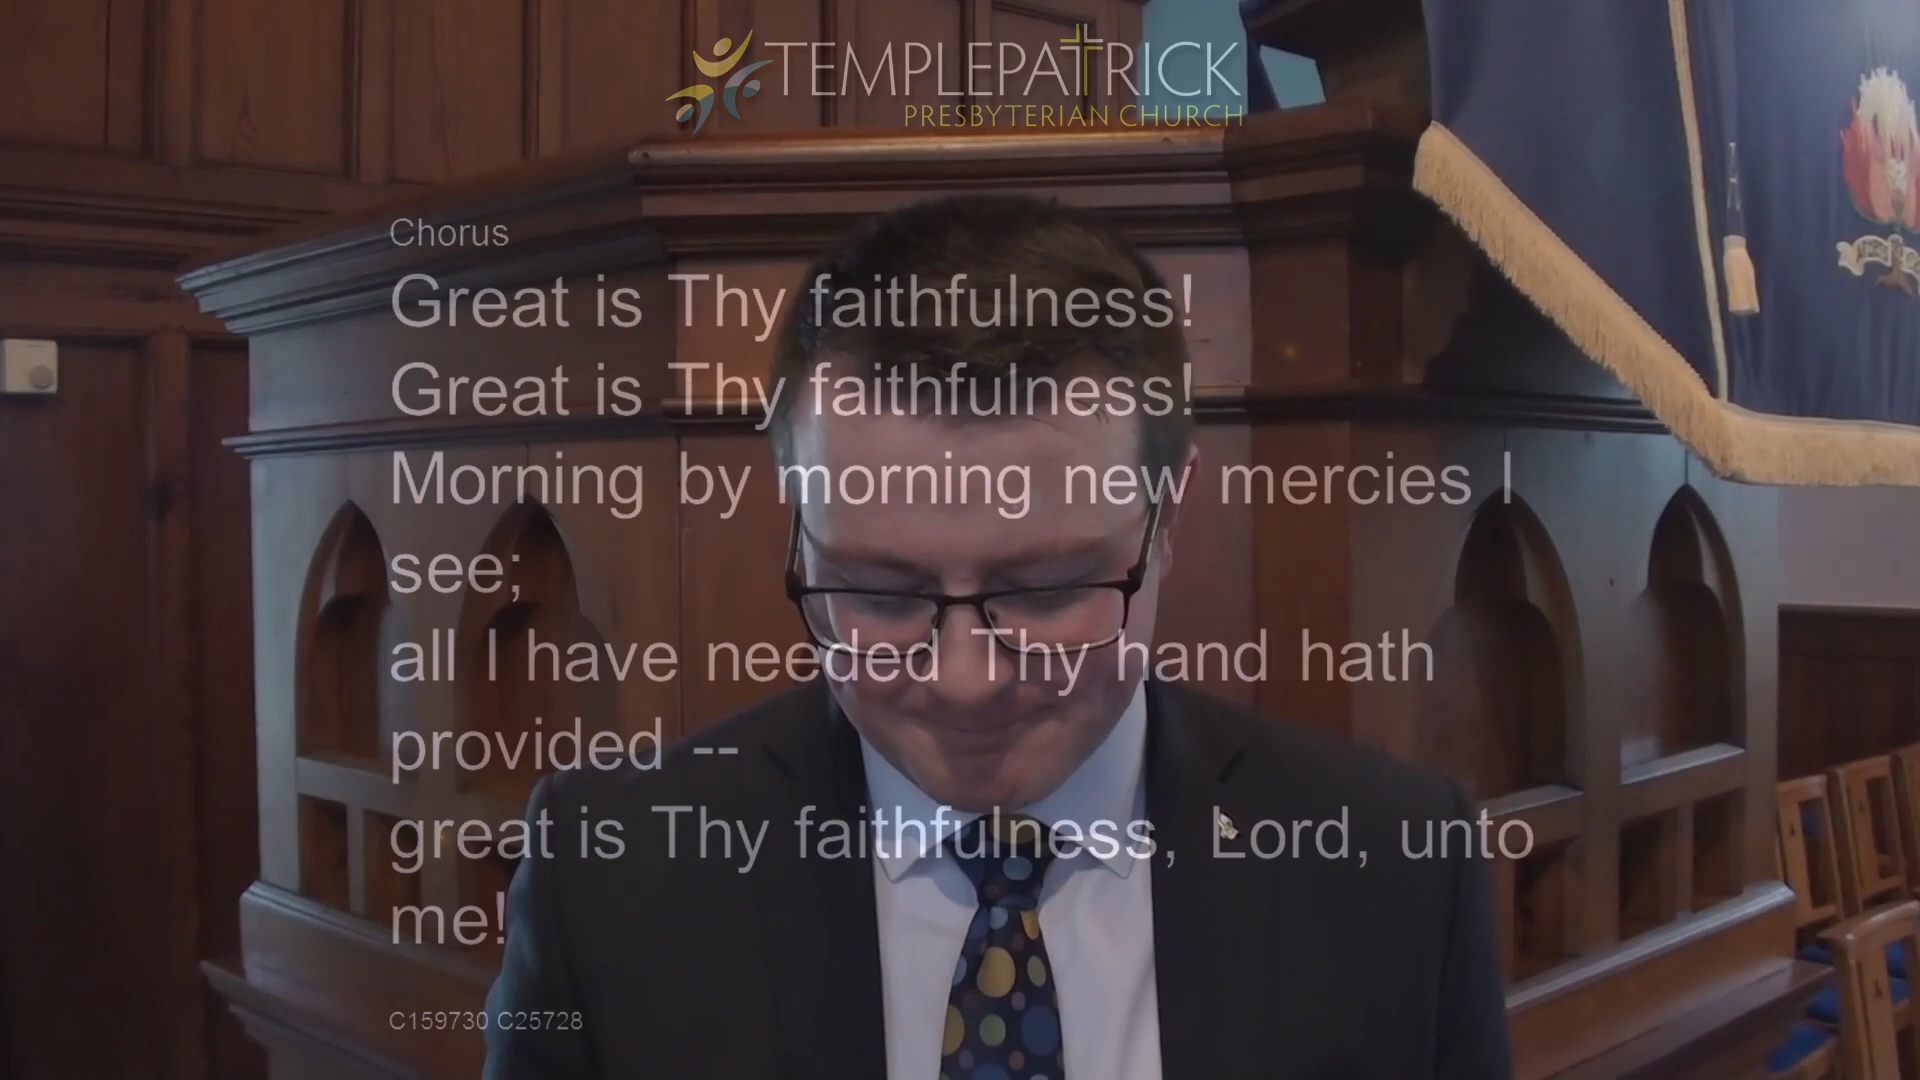 TEMPLEPATRICK
PRESBYTERIAN CHURCH
Chorus
Great is Thy faithfulness!
Great is Thy faithfulness!
Morning by morning new mercies I
see;
all I have needed Thy hand hath
provided --
great is Thy faithfulness, Lord, unto
me!
C159730 C25728